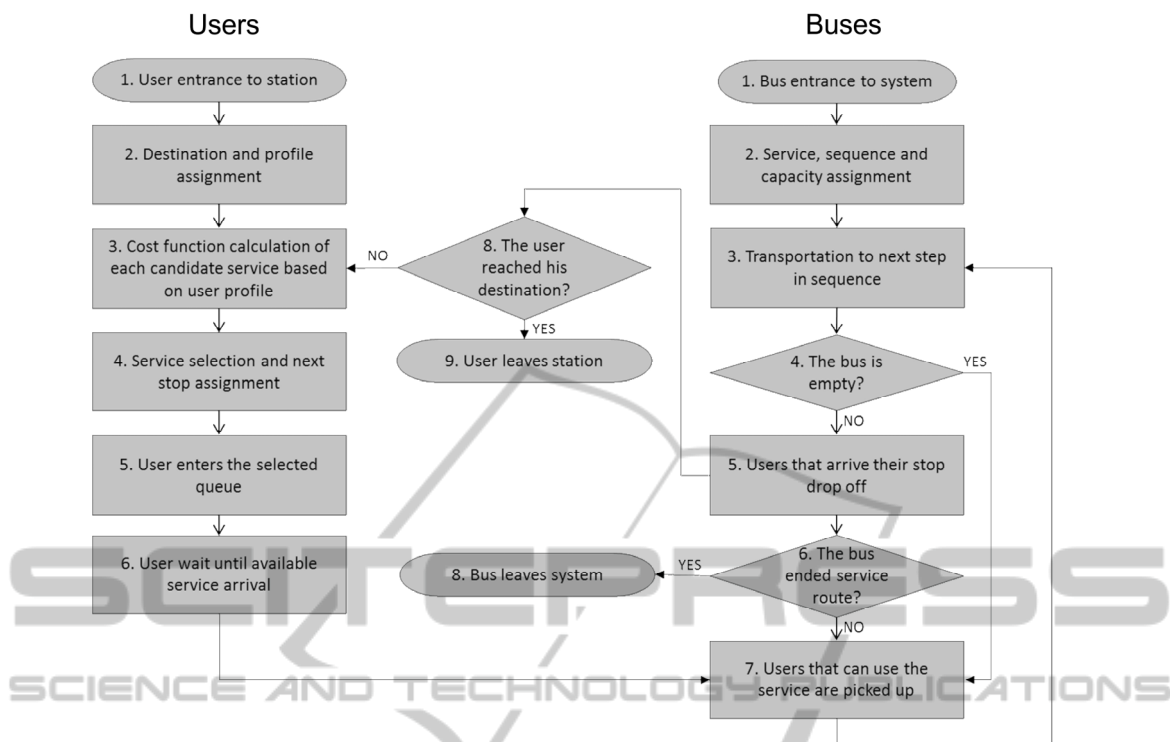 Users
1. User entrance to station
2. Destination and profile
assignment
3. Cost function calculation of
each candidate service based
on user profile
4. Service selection and next
stop assignment
5. User enters the selected
queue
6. User wait until available
service arrival
NO
8. The user
reached his
destination?
YES
9. User leaves station
Buses
1. Bus entrance to system
2. Service, sequence and
capacity assignment
3. Transportation to next step
in sequence
4. The bus is
empty?
YES
NO
5. Users that arrive their stop
drop off
6. The bus
ended service
route?
YES
8. Bus leaves system
NO
7. Users that can use the
service are picked up
SCITEPRESS
SCIENCE AND TECHNOLOGY PUBLICATIONS